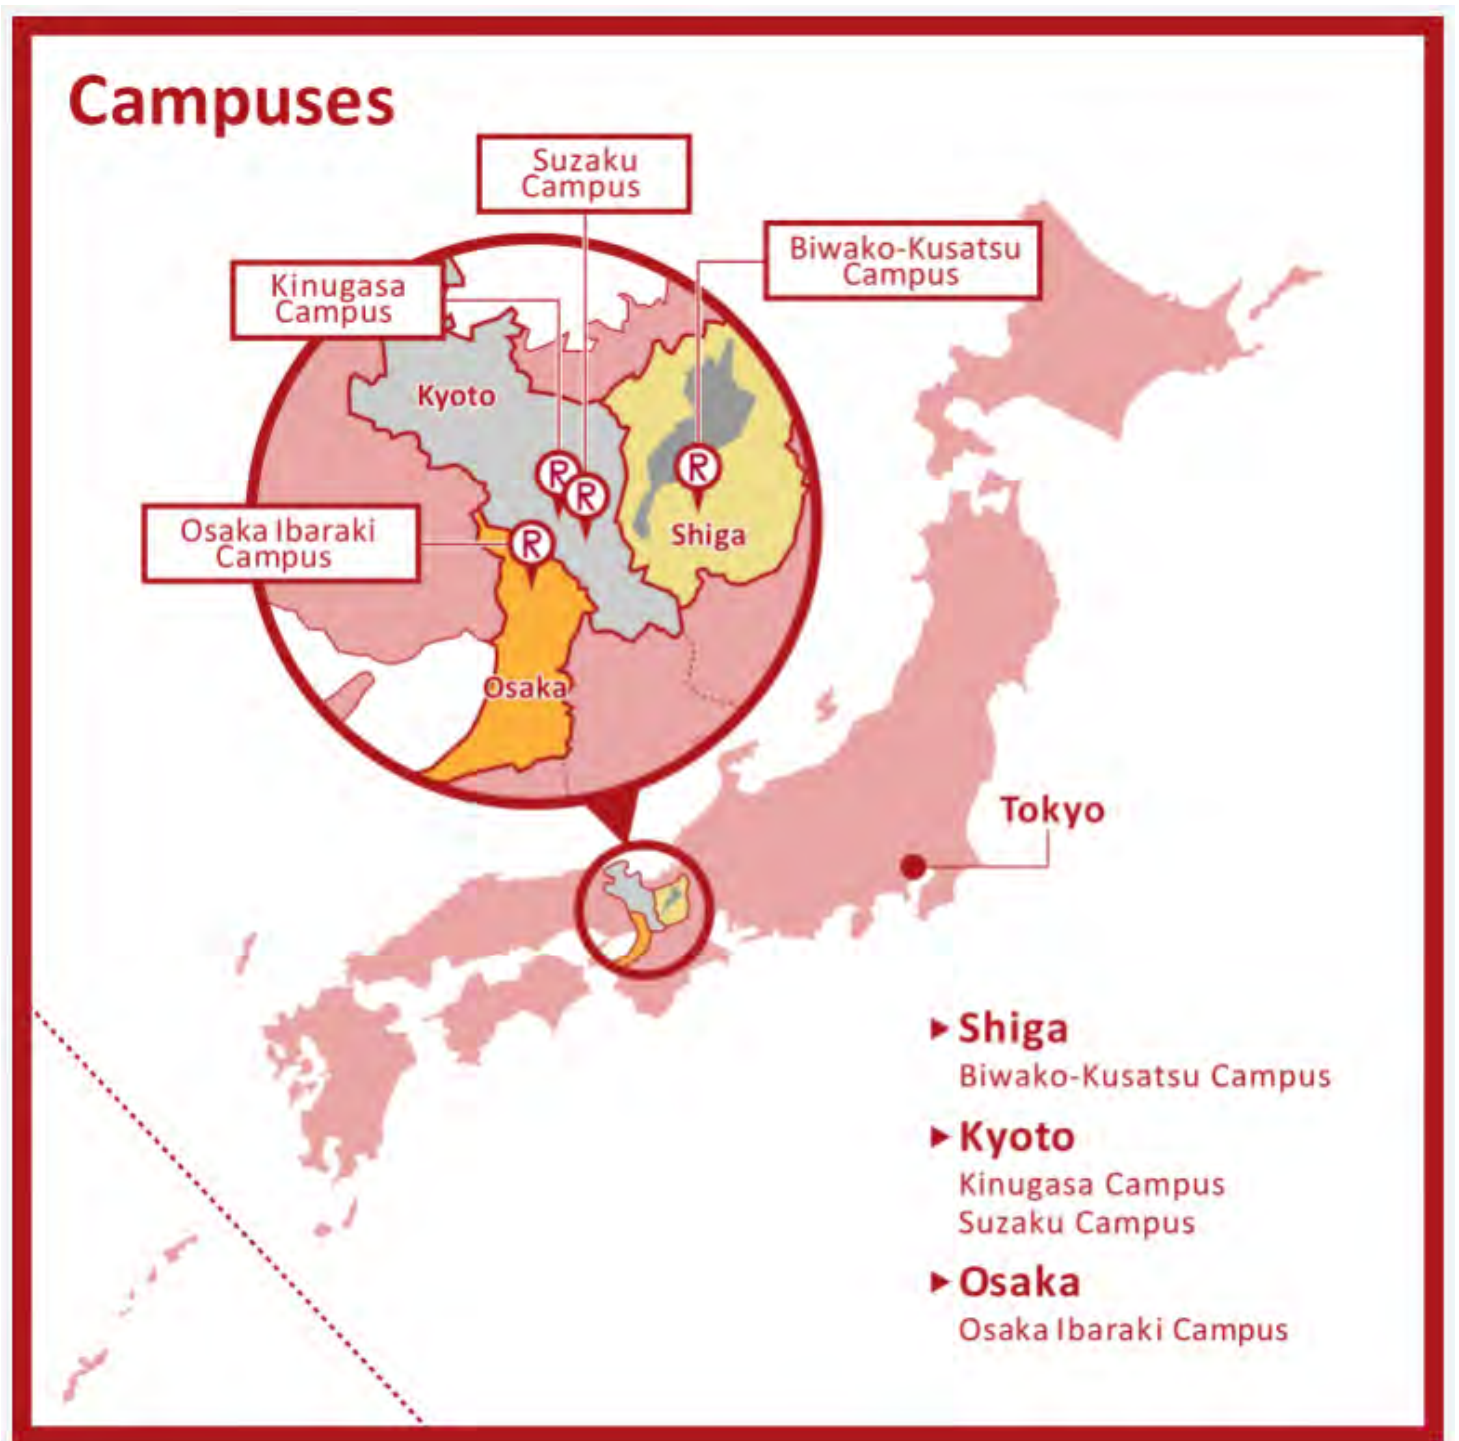 Campuses
Suzaku
Campus
Biwako-Kusatsu
Campus
Kinugasa
Campus
Kyoto
R
R
R
Shiga
Osaka Ibaraki
Campus
R
Osaka
Tokyo
Shiga
Biwako-Kusatsu Campus
Kyoto
Kinugasa Campus
Suzaku Campus
Osaka
Osaka Ibaraki Campus